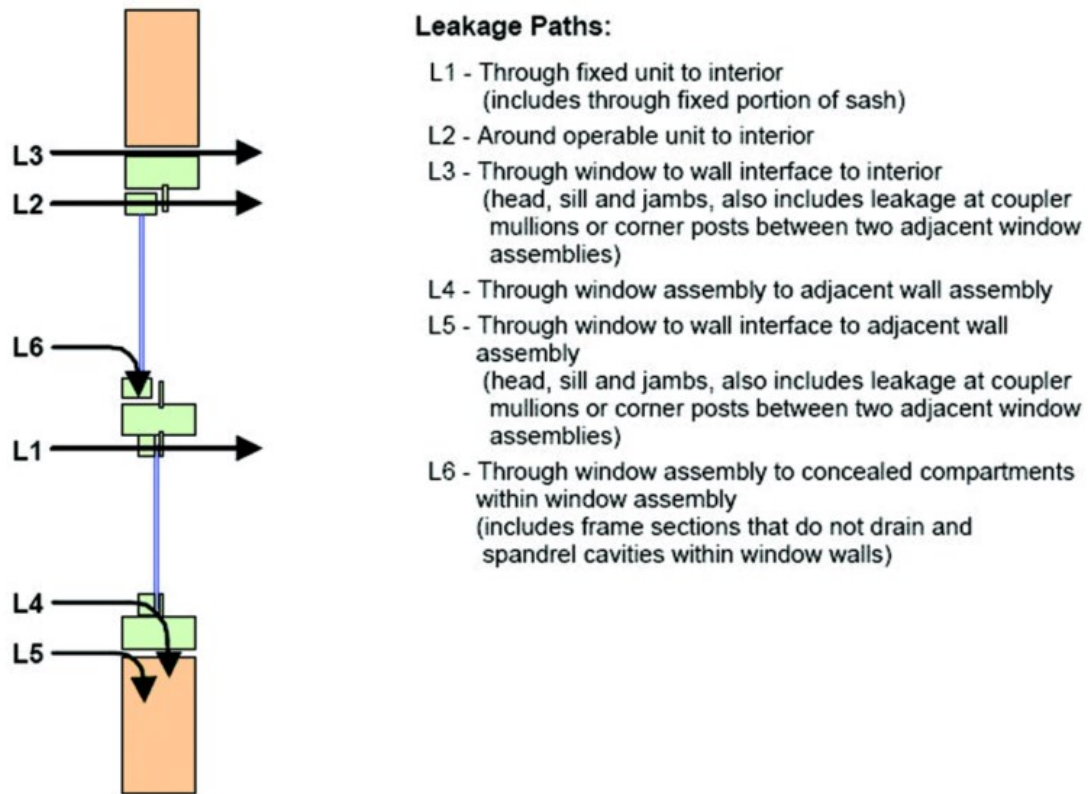 Leakage Paths:
L1 - Through fixed unit to interior
(includes through fixed portion of sash)
L2 - Around operable unit to interior
L3 - Through window to wall interface to interior
(head, sill and jambs, also includes leakage at coupler
mullions or corner posts between two adjacent window
assemblies)
L4 - Through window assembly to adjacent wall assembly
L5 - Through window to wall interface to adjacent wall
assembly
(head, sill and jambs, also includes leakage at coupler
mullions or corner posts between two adjacent window
assemblies)
L6 - Through window assembly to concealed compartments
within window assembly
(includes frame sections that do not drain and
spandrel cavities within window walls)
L3
L2
L6
L1
L4
L5